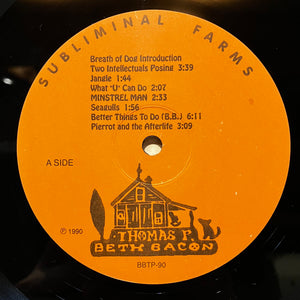 SUBLIMINAL FARMS
Breath of Dog Introduction
Two Intellectuals Posing 3:39
Jangle 1:44
What "U" Can Do 2:07
MINSTREL MAN 2:33
Seagulls 1:56
Better Things To Do (B.B.) 6:11
Pierrot and the Afterlife 3:09
A SIDE
℗ 1990
THOMAS P.
BETH BACON
BBTP-90